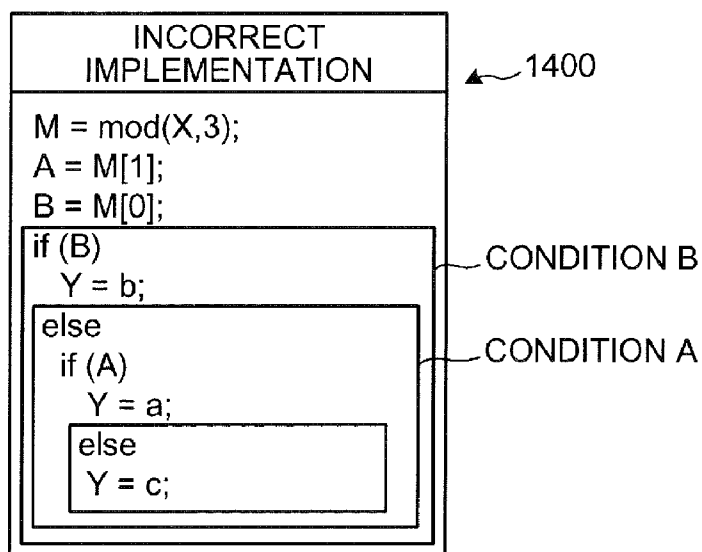 INCORRECT
IMPLEMENTATION
1400
M = mod(X,3);
A = M[1];
B = M[0];
if (B)
Y = b;
CONDITION B
else
if (A)
CONDITION A
Y = a;
else
Y = c;